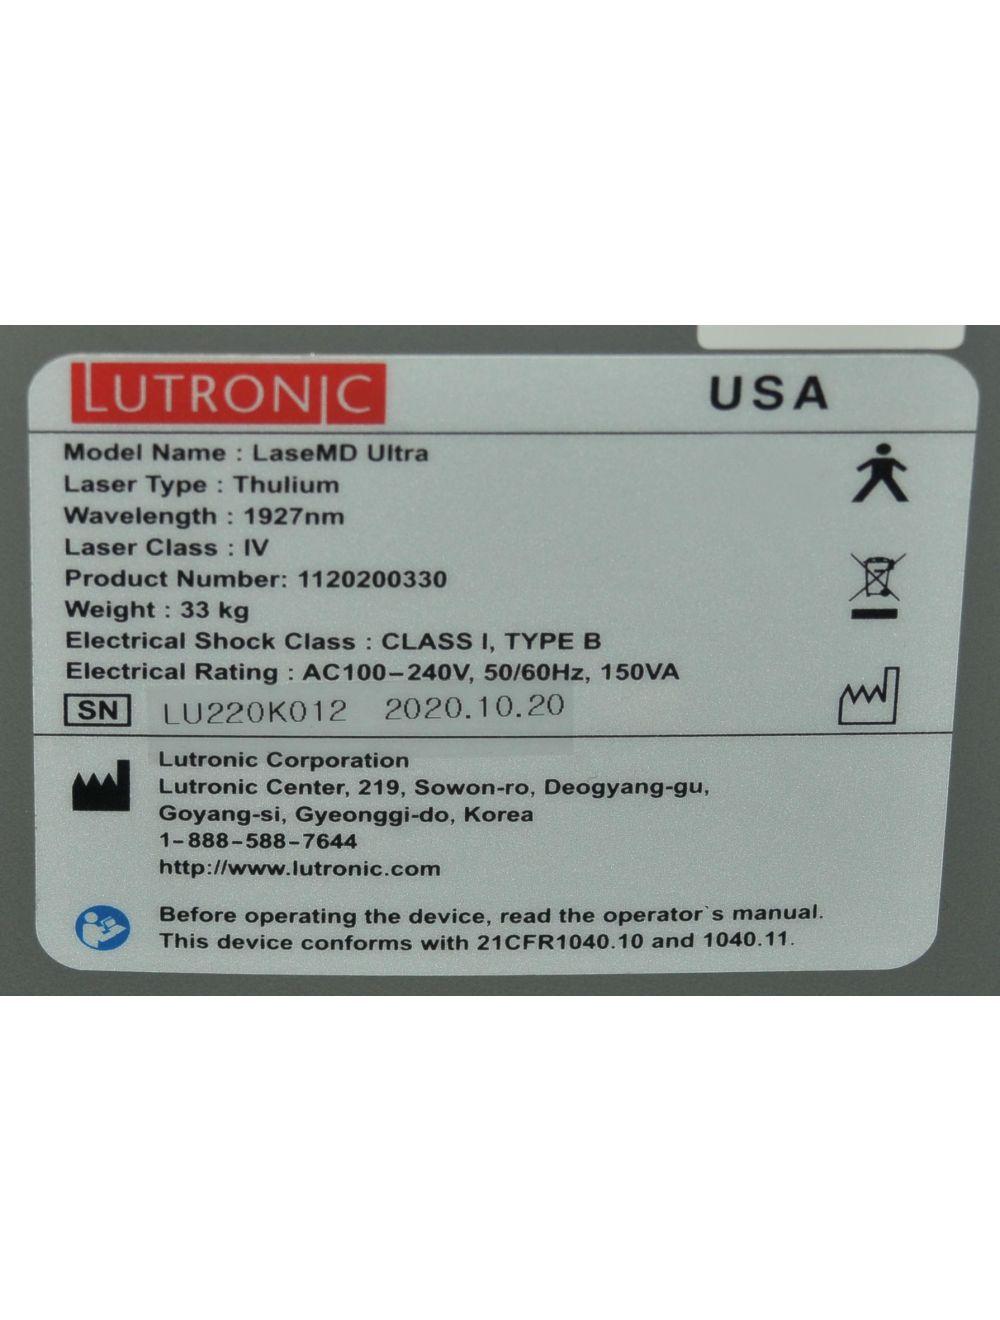 LUTRONIC USA
Model Name : LaseMD Ultra
Laser Type : Thulium
Wavelength : 1927nm
Laser Class : IV
Product Number: 1120200330
Weight : 33 kg
Electrical Shock Class : CLASS I, TYPE B
Electrical Rating : AC100-240V, 50/60Hz, 150VA
SN LU220K012 2020.10.20
Lutronic Corporation
Lutronic Center, 219, Sowon-ro, Deogyang-gu,
Goyang-si, Gyeonggi-do, Korea
1-888-588-7644
http://www.lutronic.com
Before operating the device, read the operator`s manual.
This device conforms with 21CFR1040.10 and 1040.11.